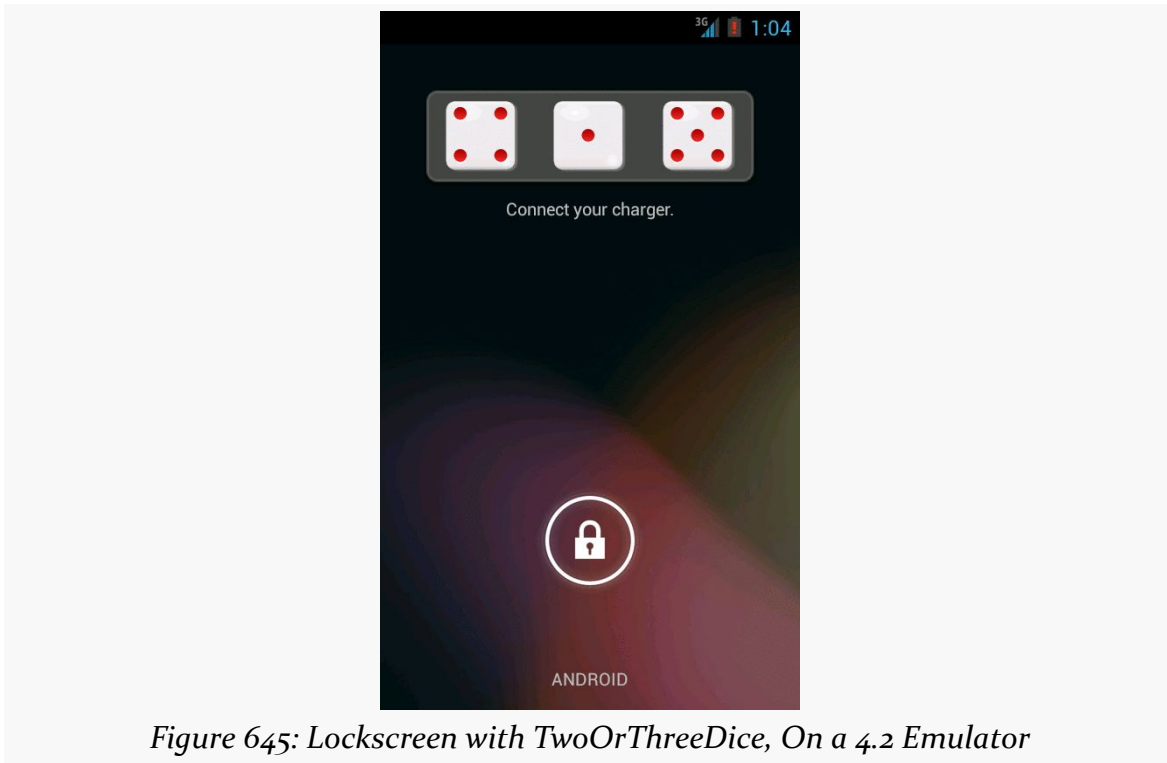 3G
1:04
Connect your charger.
ANDROID
Figure 645: Lockscreen with TwoOrThreeDice, On a 4.2 Emulator